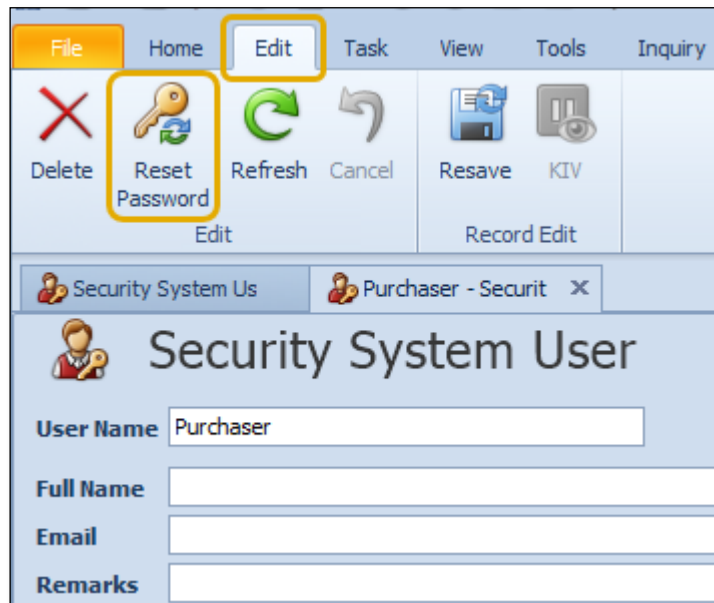 File Home Edit Task View Tools Inquiry
Delete Reset Refresh Cancel Resave KIV
Password
Edit Record Edit
Security System Us Purchaser - Securit
Security System User
User Name Purchaser
Full Name
Email
Remarks